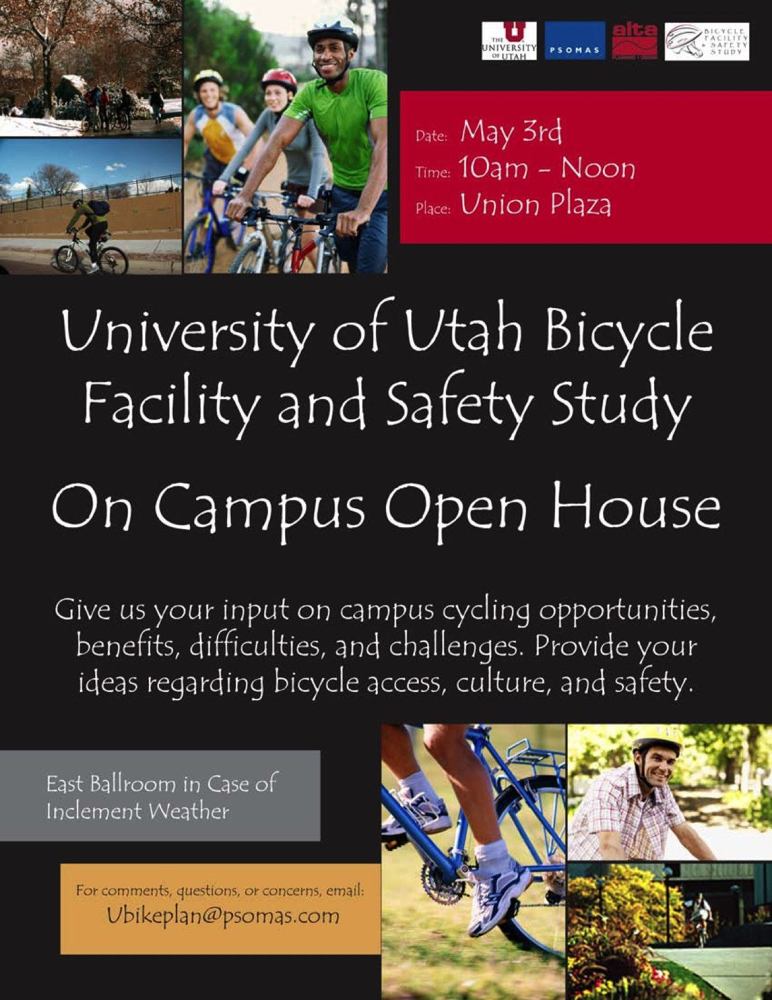 THE
UNIVERSITY
OF UTAH
PSOMAS
alta
BICYCLE
FACILITY
& SAFETY
STUDY
Date: May 3rd
Time: 10am - Noon
Place: Union Plaza
University of Utah Bicycle
Facility and Safety Study
On Campus Open House
Give us your input on campus cycling opportunities,
benefits, difficulties, and challenges. Provide your
ideas regarding bicycle access, culture, and safety.
East Ballroom in Case of
Inclement Weather
For comments, questions, or concerns, email:
Ubikeplan@psomas.com